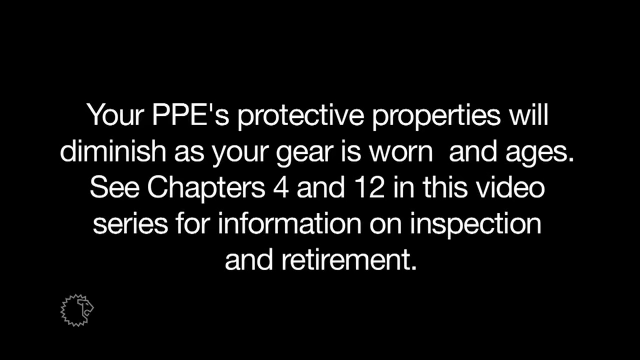 Your PPE's protective properties will
diminish as your gear is worn  and ages.
See Chapters 4 and 12 in this video
series for information on inspection
and retirement.